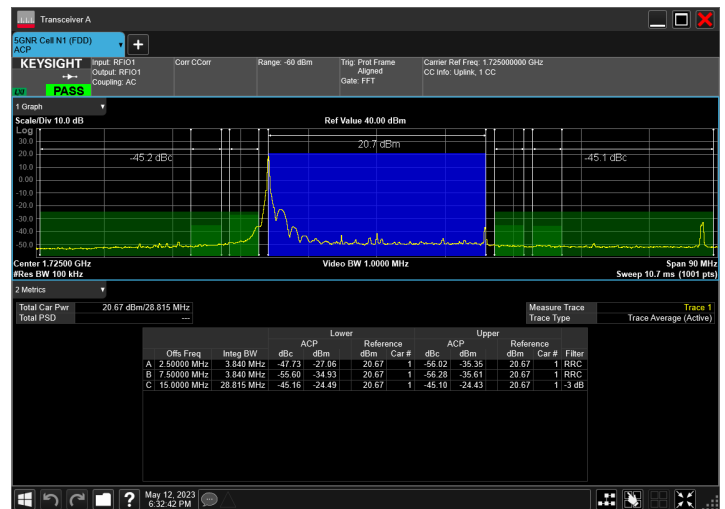 Transceiver A
5GNR Cell N1 (FDD)
ACP
KEYSIGHT
PASS
Input: RFIO1
Output: RFIO1
Coupling: AC
Corr CCorr
Range: -60 dBm
Trig: Prot Frame
Aligned
Gate: FFT
Carrier Ref Freq: 1.725000000 GHz
CC Info: Uplink, 1 CC
1 Graph
Scale/Div 10.0 dB
Ref Value 40.00 dBm
Log
30.0
20.0
10.0
0.00
-10.0
-20.0
-30.0
-40.0
-50.0
-45.2 dBc
20.7 dBm
-45.1 dBc
Center 1.72500 GHz
Video BW 1.0000 MHz
Span 90 MHz
#Res BW 100 kHz
Sweep 10.7 ms (1001 pts)
2 Metrics
Total Car Pwr 20.67 dBm/28.815 MHz
Total PSD ---
Measure Trace Trace 1
Trace Type Trace Average (Active)
Lower Upper
ACP Reference ACP Reference
Offs Freq Integ BW dBc dBm dBm Car # dBc dBm dBm Car # Filter
A 2.50000 MHz 3.840 MHz -47.73 -27.06 20.67 1 -56.02 -35.35 20.67 1 RRC
B 7.50000 MHz 3.840 MHz -55.60 -34.93 20.67 1 -56.28 -35.61 20.67 1 RRC
C 15.0000 MHz 28.815 MHz -45.16 -24.49 20.67 1 -45.10 -24.43 20.67 1 -3 dB
May 12, 2023
6:32:42 PM